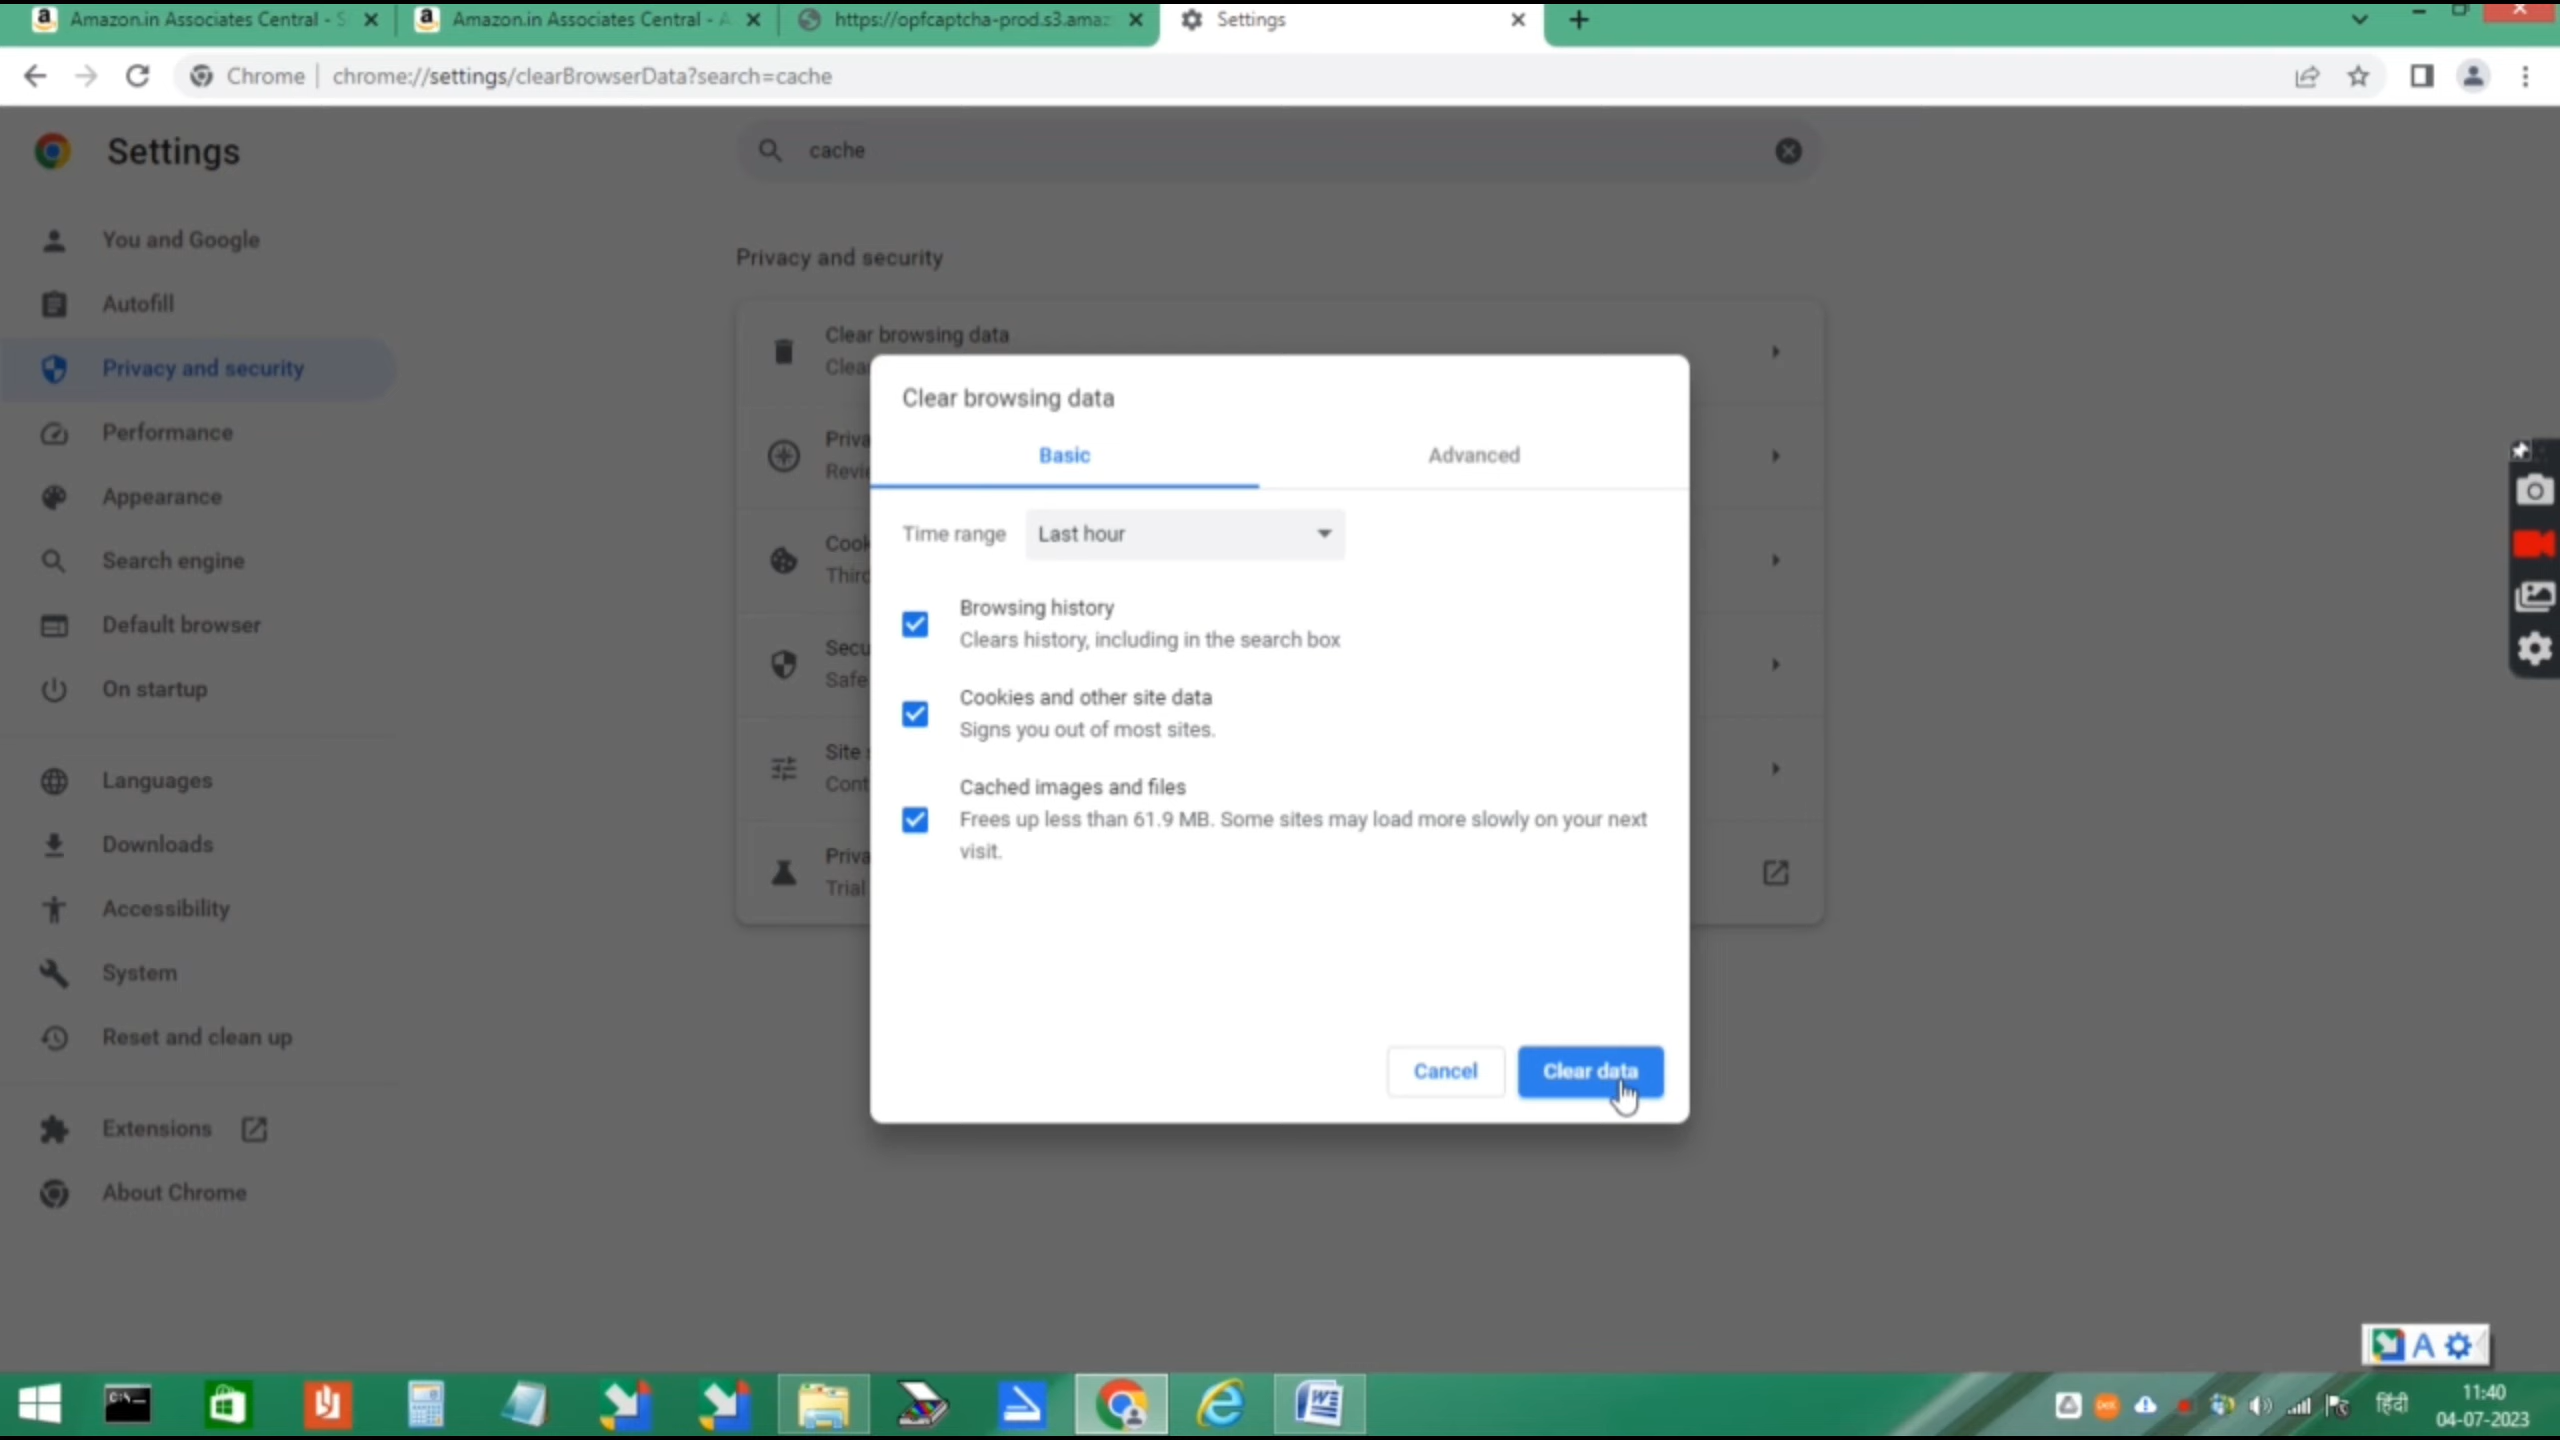 Amazon.in Associates Central - S
Amazon.in Associates Central - A
https://opfcaptcha-prod.s3.amaz
Settings
Chrome
chrome://settings/clearBrowserData?search=cache
Settings
cache
You and Google
Autofill
Privacy and security
Performance
Appearance
Search engine
Default browser
On startup
Languages
Downloads
Accessibility
System
Reset and clean up
Extensions
About Chrome
Privacy and security
Clear browsing data
Clea
Priva
Revie
Cook
Third
Secu
Safe
Site s
Cont
Priva
Trial
Clear browsing data
Basic
Advanced
Time range
Last hour
Browsing history
Clears history, including in the search box
Cookies and other site data
Signs you out of most sites.
Cached images and files
Frees up less than 61.9 MB. Some sites may load more slowly on your next
visit.
Cancel
Clear data
A
हिंदी
11:40
04-07-2023